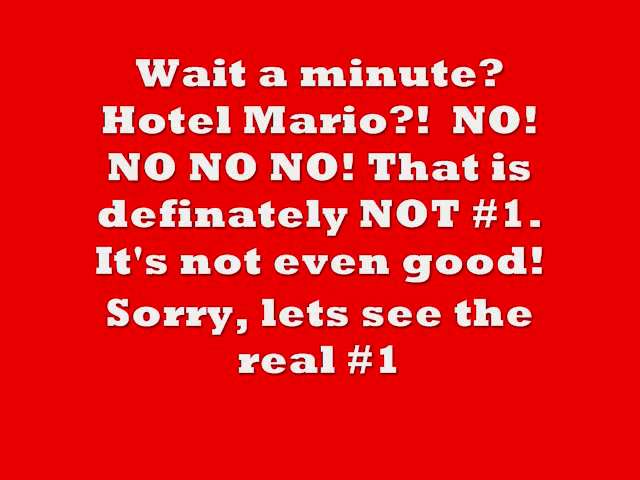 Wait a minute?
Hotel Mario?!  NO!
NO NO NO! That is
definately NOT #1.
It's not even good!
Sorry, lets see the
real #1